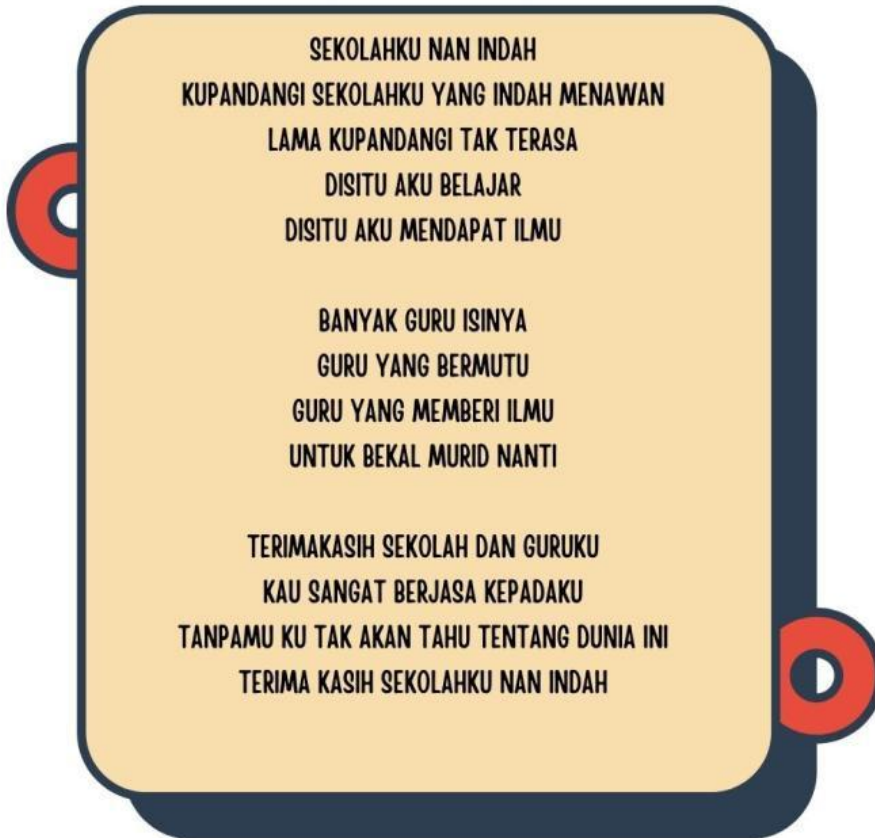 SEKOLAHKU NAN INDAH
KUPANDANGI SEKOLAHKU YANG INDAH MENAWAN
LAMA KUPANDANGI TAK TERASA
DISITU AKU BELAJAR
DISITU AKU MENDAPAT ILMU
BANYAK GURU ISINYA
GURU YANG BERMUTU
GURU YANG MEMBERI ILMU
UNTUK BEKAL MURID NANTI
TERIMAKASIH SEKOLAH DAN GURUKU
KAU SANGAT BERJASA KEPADAKU
TANPAMU KU TAK AKAN TAHU TENTANG DUNIA INI
TERIMA KASIH SEKOLAHKU NAN INDAH